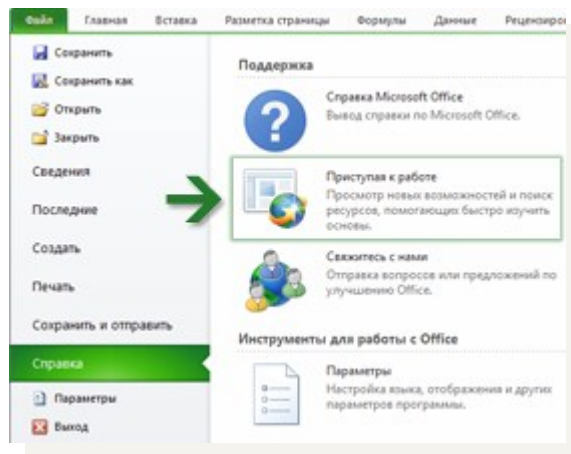 Файл Главная Вставка Разметка страницы Формулы Данные Рецензиро
Сохранить
Сохранить как
Открыть
Закрыть
Сведения
Последние
Создать
Печать
Сохранить и отправить
Справка
Параметры
Выход
Поддержка
Справка Microsoft Office
Вывод справки по Microsoft Office.
Приступая к работе
Просмотр новых возможностей и поиск
ресурсов, помогающих быстро изучить
основы.
Свяжитесь с нами
Отправка вопросов или предложений по
улучшению Office.
Инструменты для работы с Office
Параметры
Настройка языка, отображения и других
параметров программы.